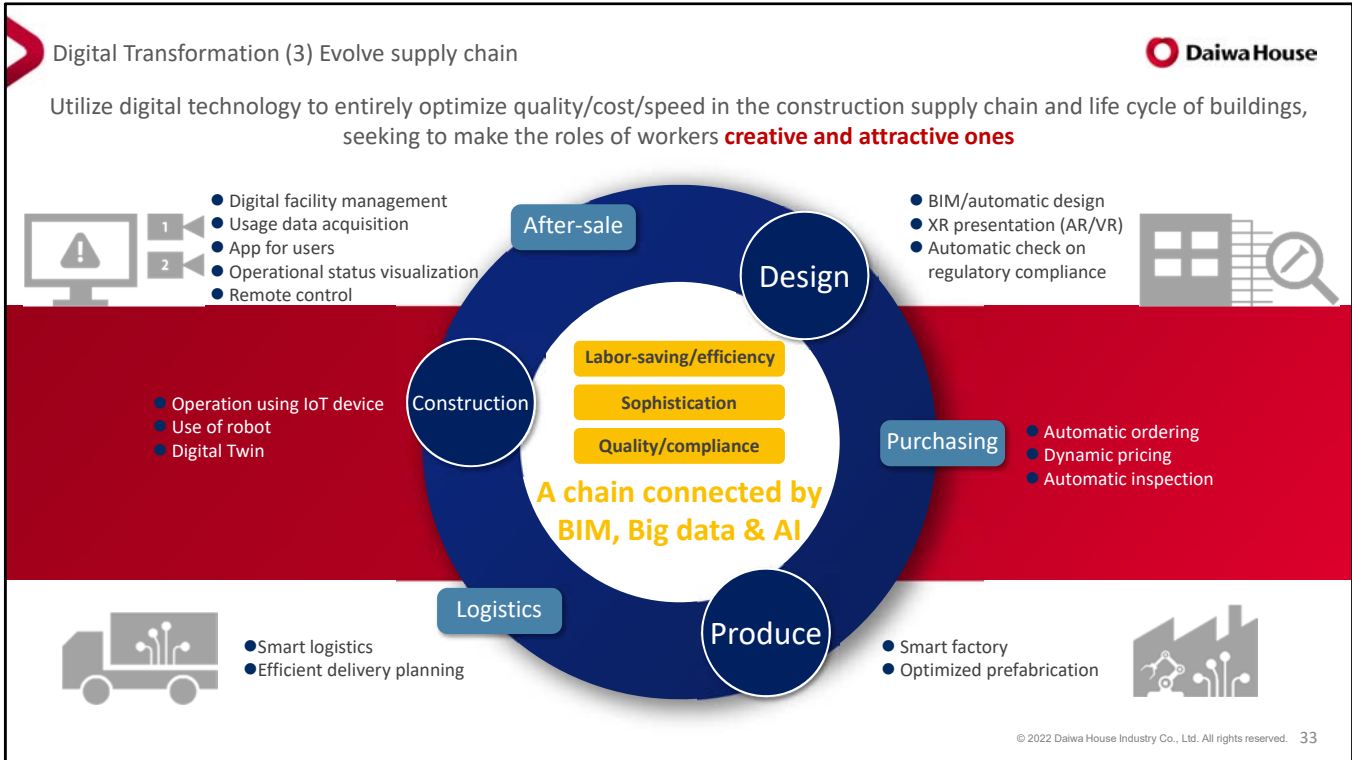 Digital Transformation (3) Evolve supply chain
Daiwa House
Utilize digital technology to entirely optimize quality/cost/speed in the construction supply chain and life cycle of buildings,
seeking to make the roles of workers creative and attractive ones
● Digital facility management
● Usage data acquisition
● App for users
● Operational status visualization
● Remote control
1
2
After-sale
Design
● BIM/automatic design
● XR presentation (AR/VR)
● Automatic check on
regulatory compliance
● Operation using IoT device
● Use of robot
● Digital Twin
Construction
Labor-saving/efficiency
Sophistication
Quality/compliance
A chain connected by
BIM, Big data & AI
Purchasing
● Automatic ordering
● Dynamic pricing
● Automatic inspection
Logistics
●Smart logistics
●Efficient delivery planning
Produce
● Smart factory
● Optimized prefabrication
© 2022 Daiwa House Industry Co., Ltd. All rights reserved. 33